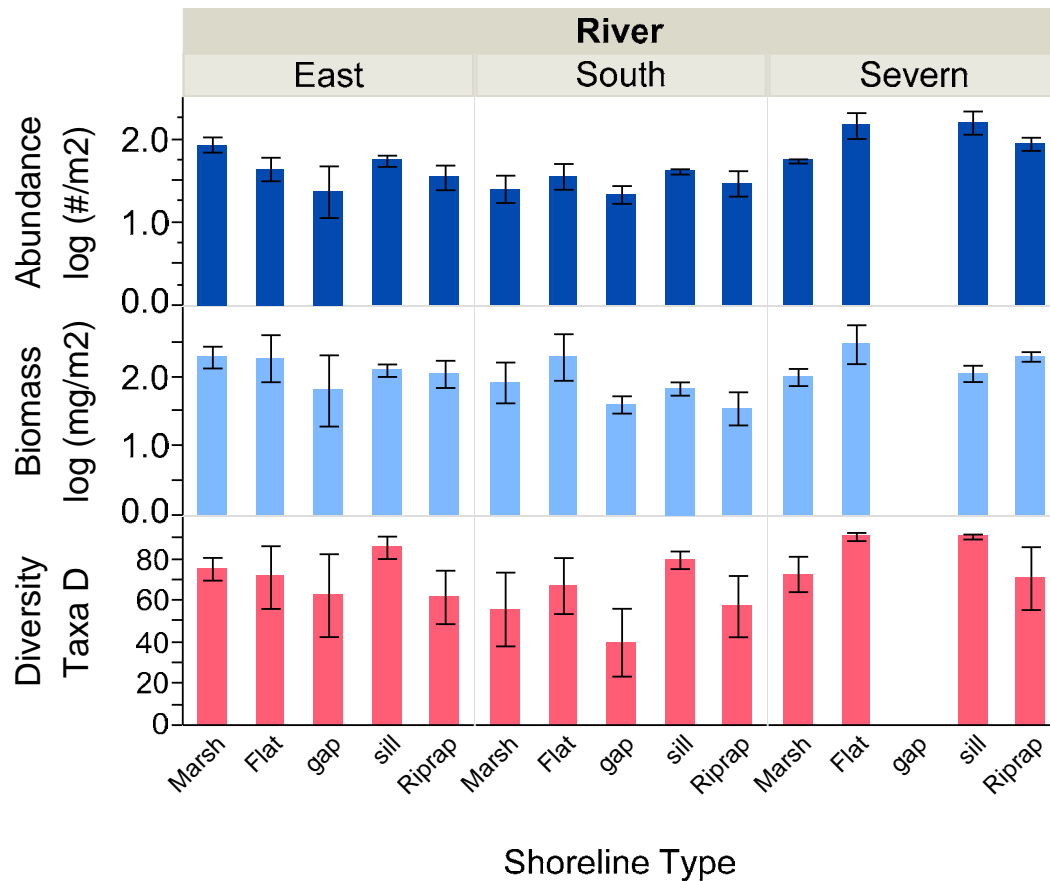 River
East South Severn
Abundance
log (#/m2)
2.0
1.0
0.0
Biomass
log (mg/m2)
2.0
1.0
0.0
Diversity
Taxa D
80
60
40
20
0
Marsh Flat gap sill Riprap Marsh Flat gap sill Riprap Marsh Flat gap sill Riprap
Shoreline Type